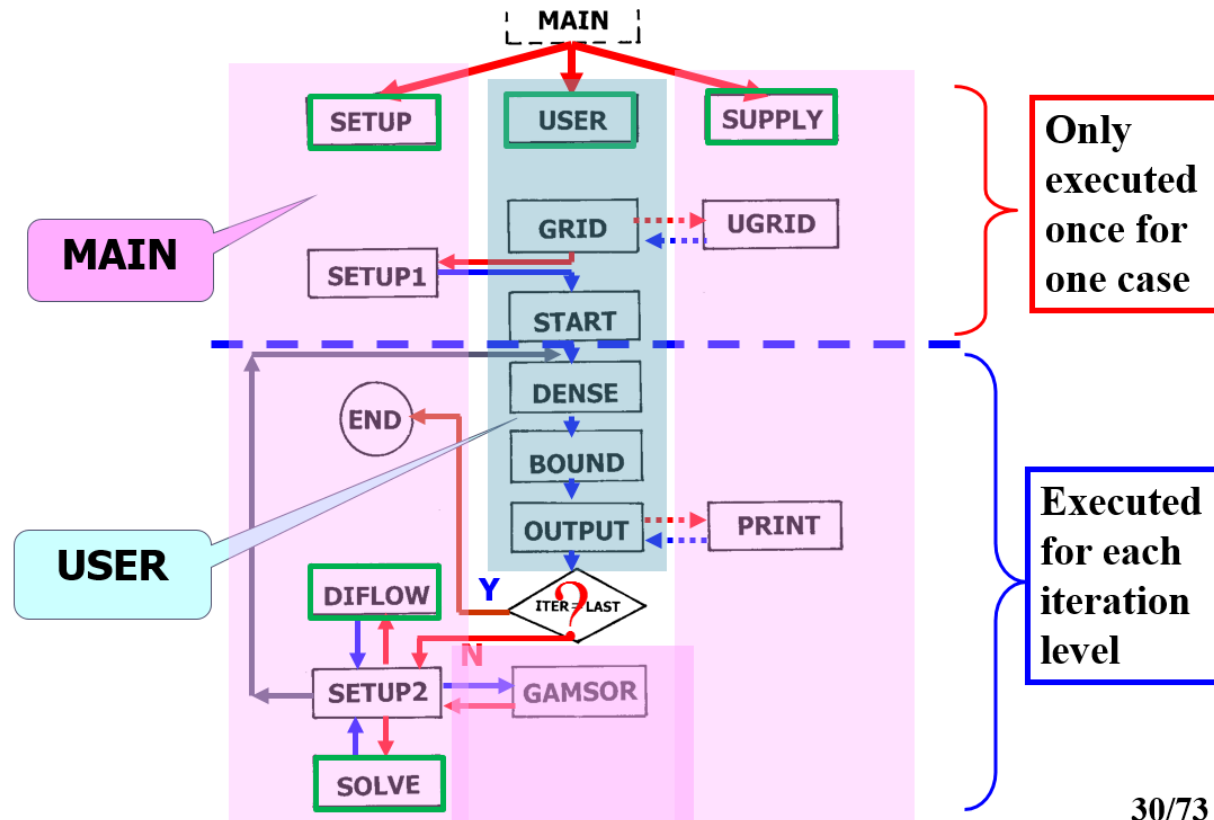 MAIN
SETUP
USER
SUPPLY
Only
executed
once for
one case
MAIN
GRID
UGRID
SETUP1
START
DENSE
END
BOUND
OUTPUT
PRINT
Executed
for each
iteration
level
USER
Y
ITER = LAST
?
DIFLOW
N
SETUP2
GAMSOR
SOLVE
30/73